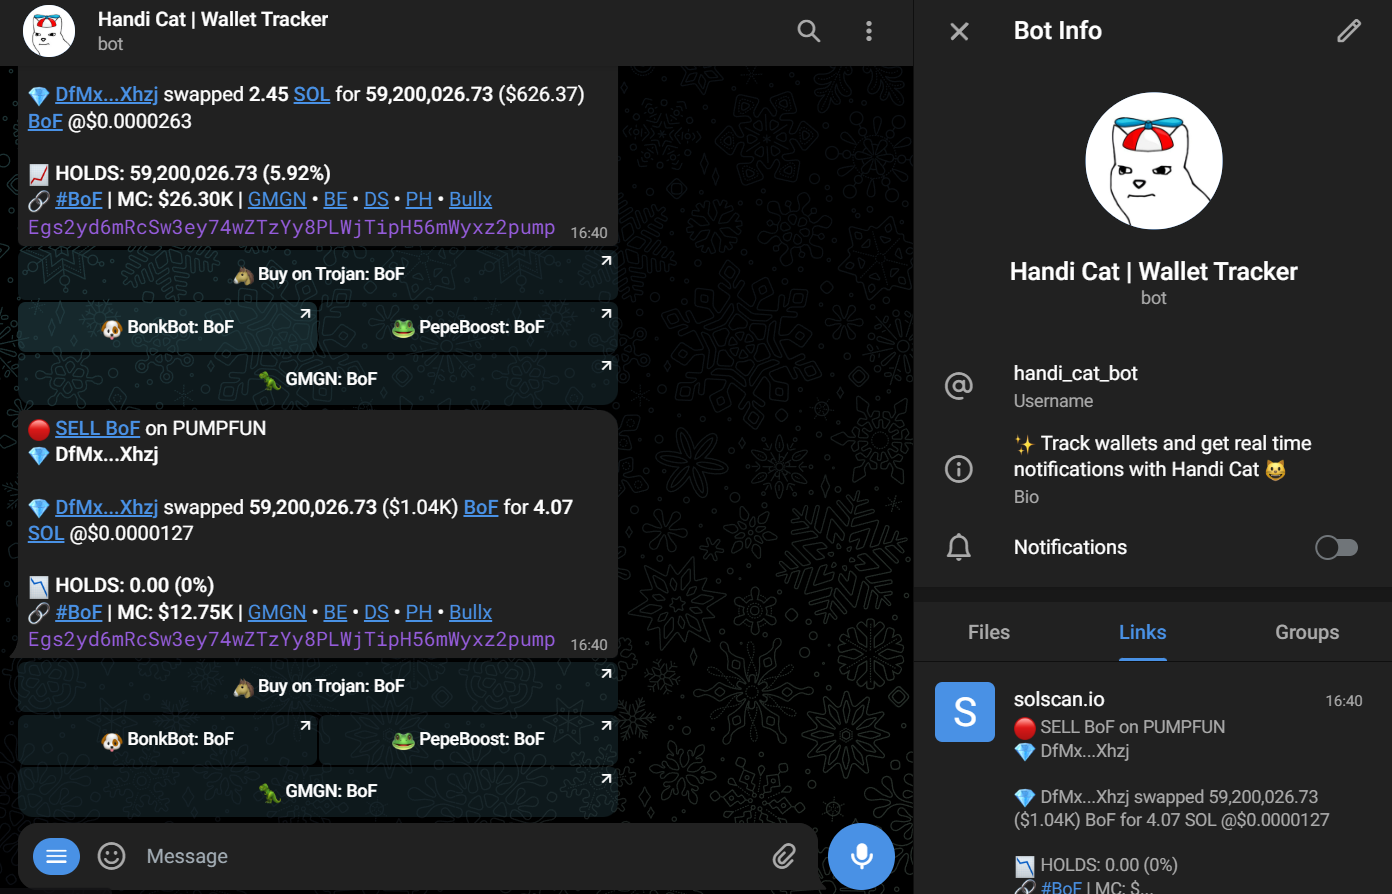 Handi Cat | Wallet Tracker
bot
DfMx...Xhzj swapped 2.45 SOL for 59,200,026.73 ($626.37)
BoF @$0.0000263
HOLDS: 59,200,026.73 (5.92%)
#BoF | MC: $26.30K | GMGN • BE • DS • PH • Bullx
Egs2yd6mRcSw3ey74wZTzYy8PLWjTipH56mWyxz2pump 16:40
Buy on Trojan: BoF
BonkBot: BoF
PepeBoost: BoF
GMGN: BoF
SELL BoF on PUMPFUN
DfMx...Xhzj
DfMx...Xhzj swapped 59,200,026.73 ($1.04K) BoF for 4.07
SOL @$0.0000127
HOLDS: 0.00 (0%)
#BoF | MC: $12.75K | GMGN • BE • DS • PH • Bullx
Egs2yd6mRcSw3ey74wZTzYy8PLWjTipH56mWyxz2pump 16:40
Buy on Trojan: BoF
BonkBot: BoF
PepeBoost: BoF
GMGN: BoF
Message
Bot Info
Handi Cat | Wallet Tracker
bot
handi_cat_bot
Username
Track wallets and get real time
notifications with Handi Cat
Bio
Notifications
Files
Links
Groups
S
solscan.io 16:40
SELL BoF on PUMPFUN
DfMx...Xhzj
DfMx...Xhzj swapped 59,200,026.73
($1.04K) BoF for 4.07 SOL @$0.0000127
HOLDS: 0.00 (0%)
#BoF | MC: $...